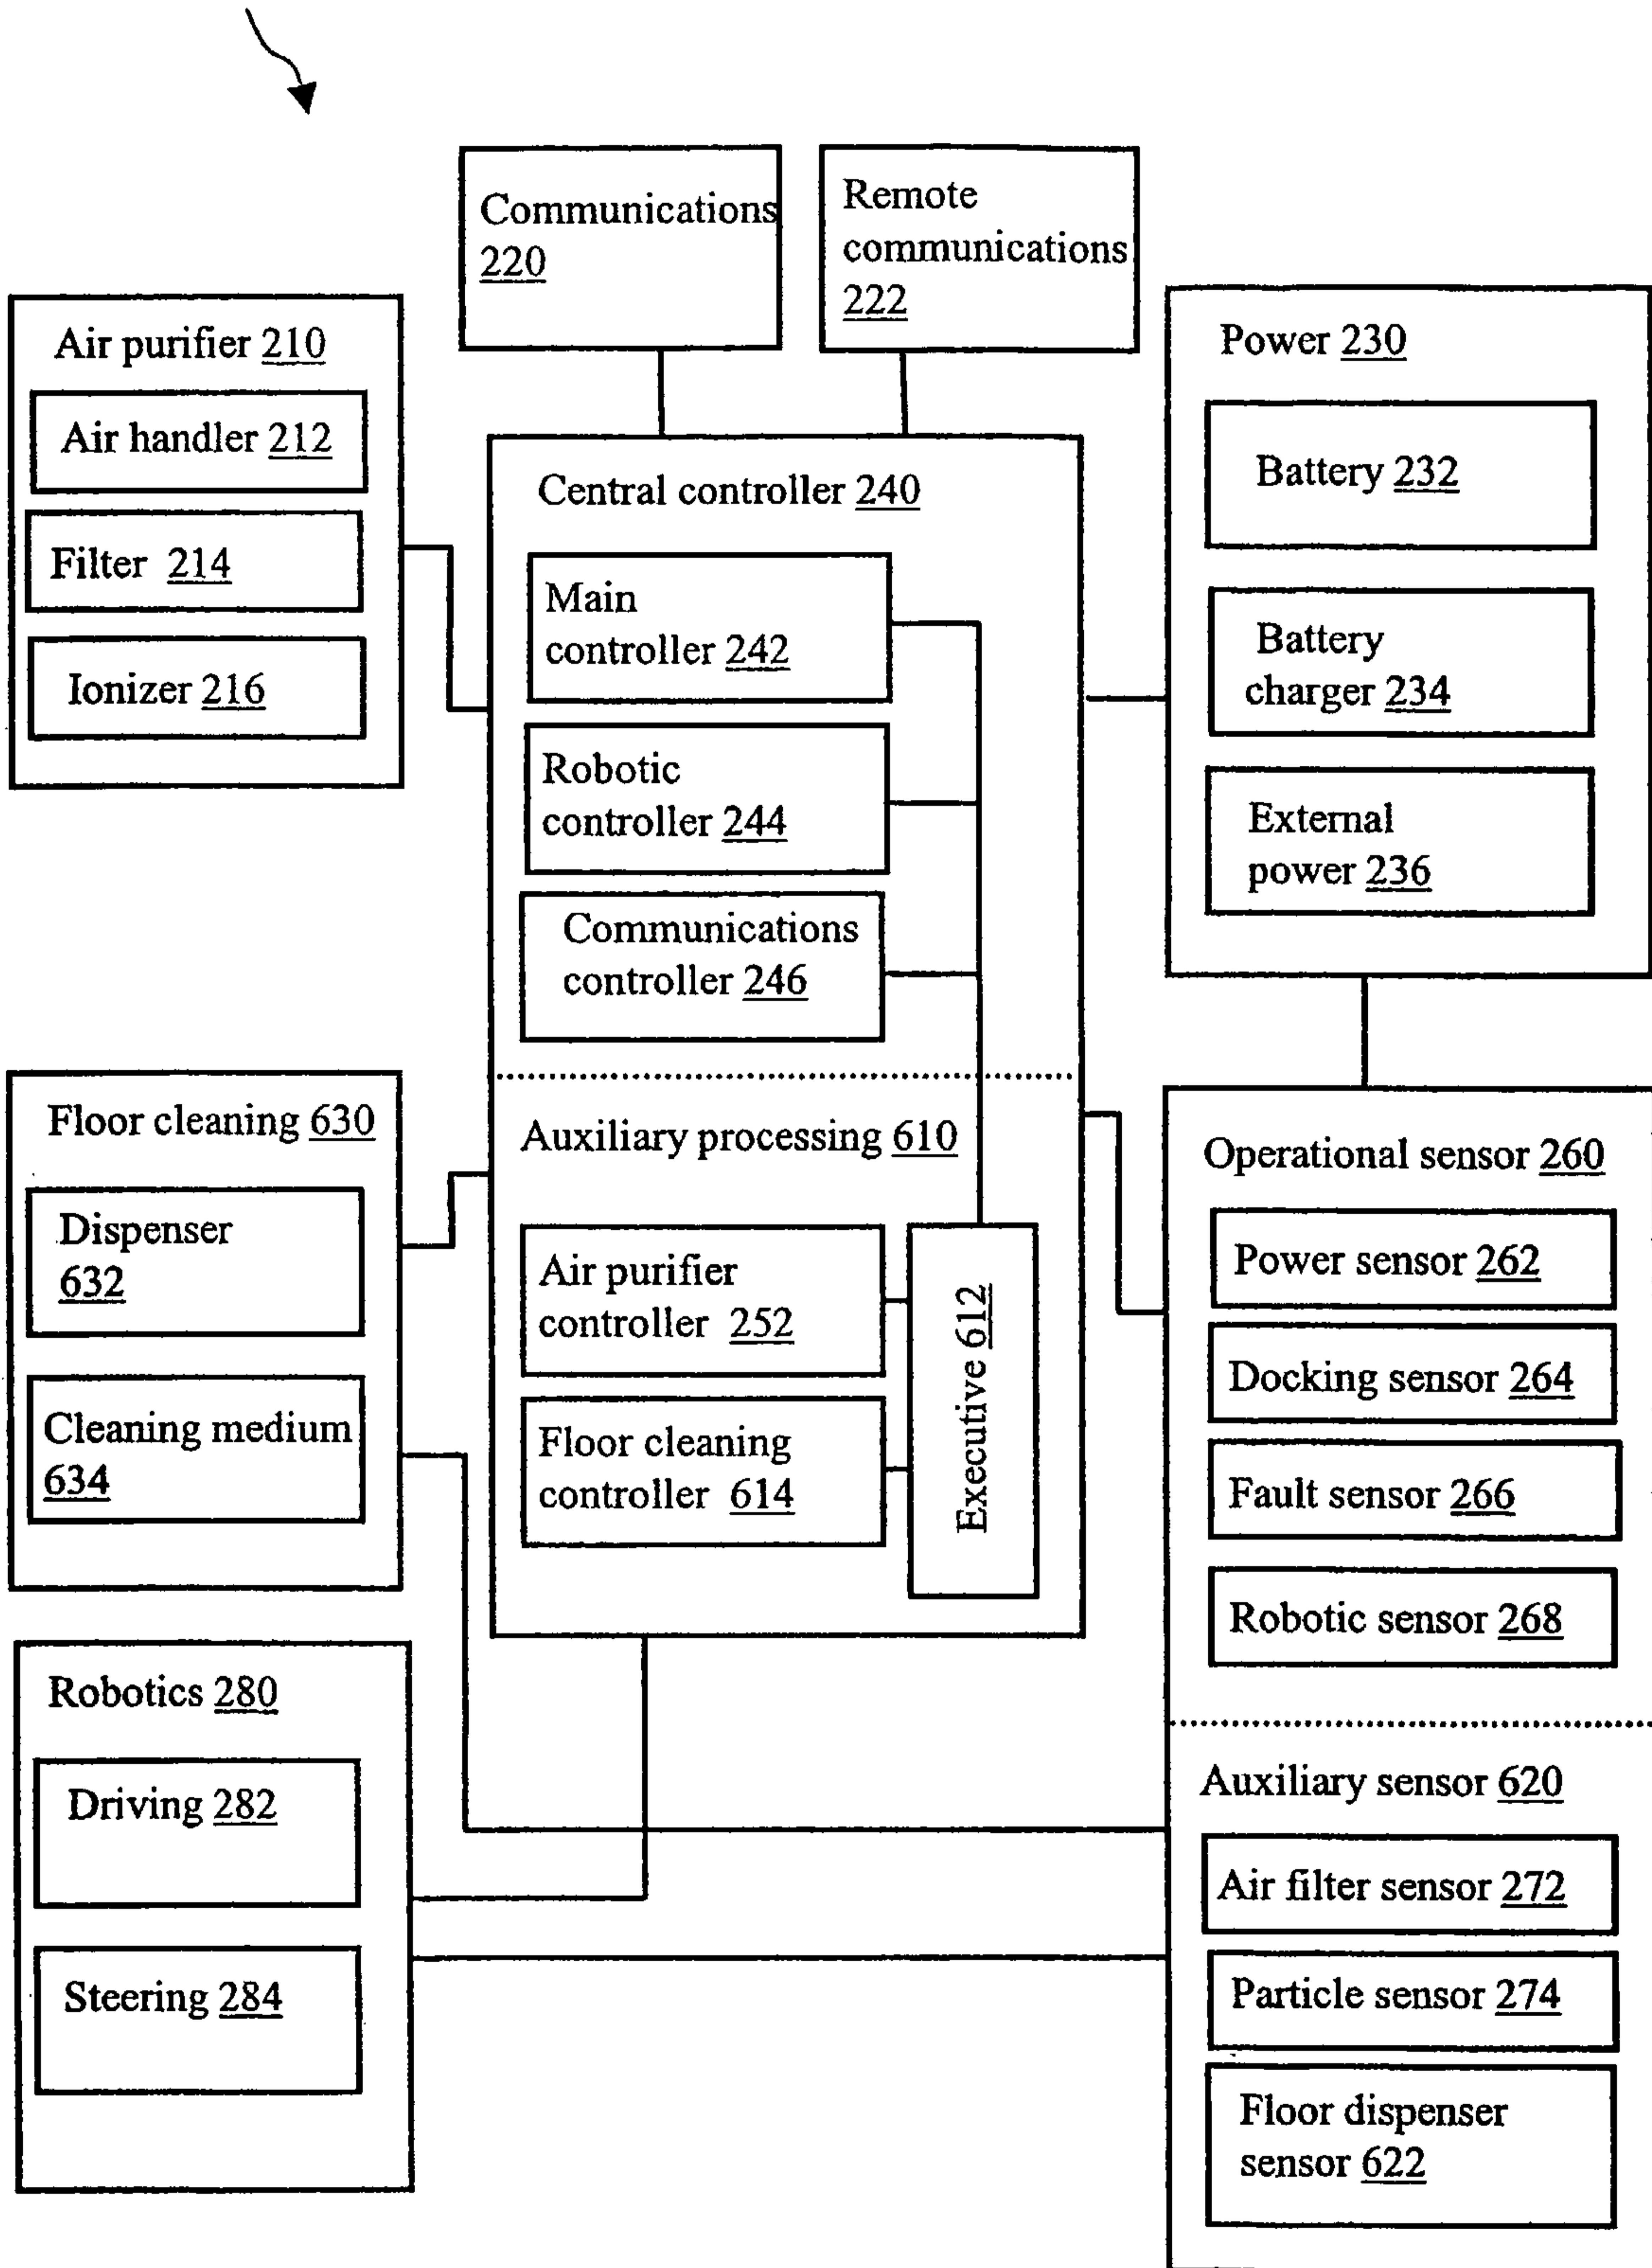 Communications
220
Remote
communications
222
Air purifier 210
Air handler 212
Filter 214
Ionizer 216
Power 230
Battery 232
Battery
charger 234
External
power 236
Central controller 240
Main
controller 242
Robotic
controller 244
Communications
controller 246
Auxiliary processing 610
Air purifier
controller 252
Floor cleaning
controller 614
Executive 612
Floor cleaning 630
Dispenser
632
Cleaning medium
634
Operational sensor 260
Power sensor 262
Docking sensor 264
Fault sensor 266
Robotic sensor 268
Robotics 280
Driving 282
Steering 284
Auxiliary sensor 620
Air filter sensor 272
Particle sensor 274
Floor dispenser
sensor 622